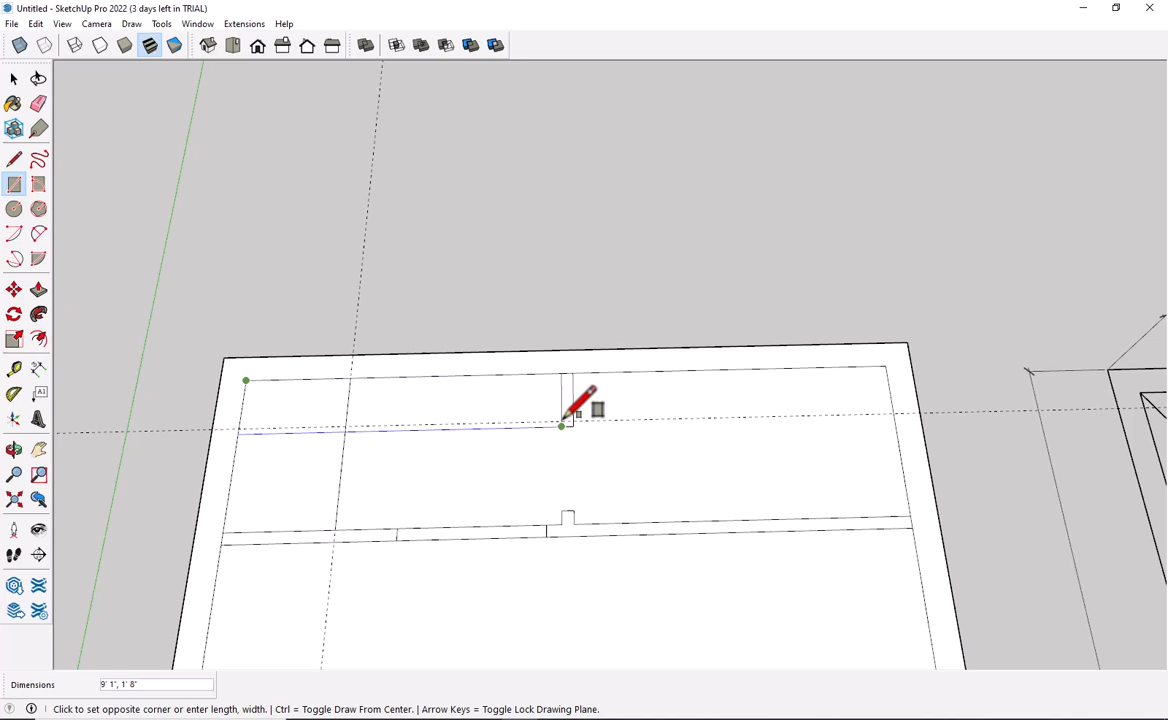 Untitled - SketchUp Pro 2022 (3 days left in TRIAL)
File Edit View Camera Draw Tools Window Extensions Help
AI
Dimensions 9' 1", 1' 8"
Click to set opposite corner or enter length, width. | Ctrl = Toggle Draw From Center. | Arrow Keys = Toggle Lock Drawing Plane.